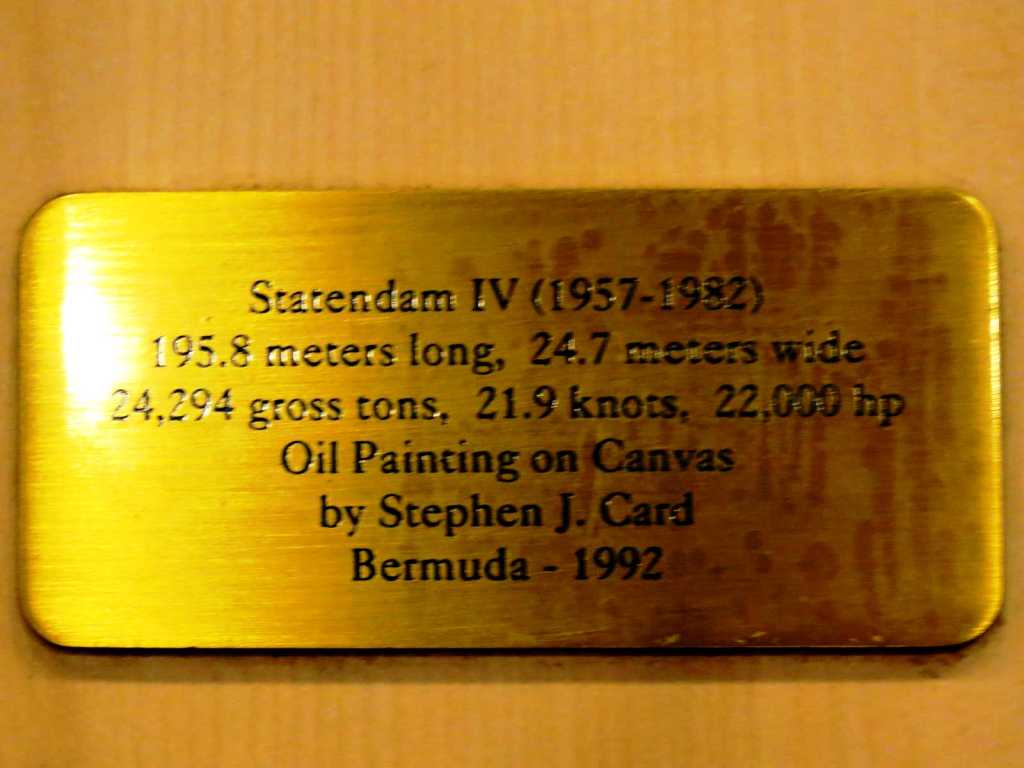 Statendam IV (1957-1982)
195.8 meters long, 24.7 meters wide
24,294 gross tons, 21.9 knots, 22,000 hp
Oil Painting on Canvas
by Stephen J. Card
Bermuda - 1992